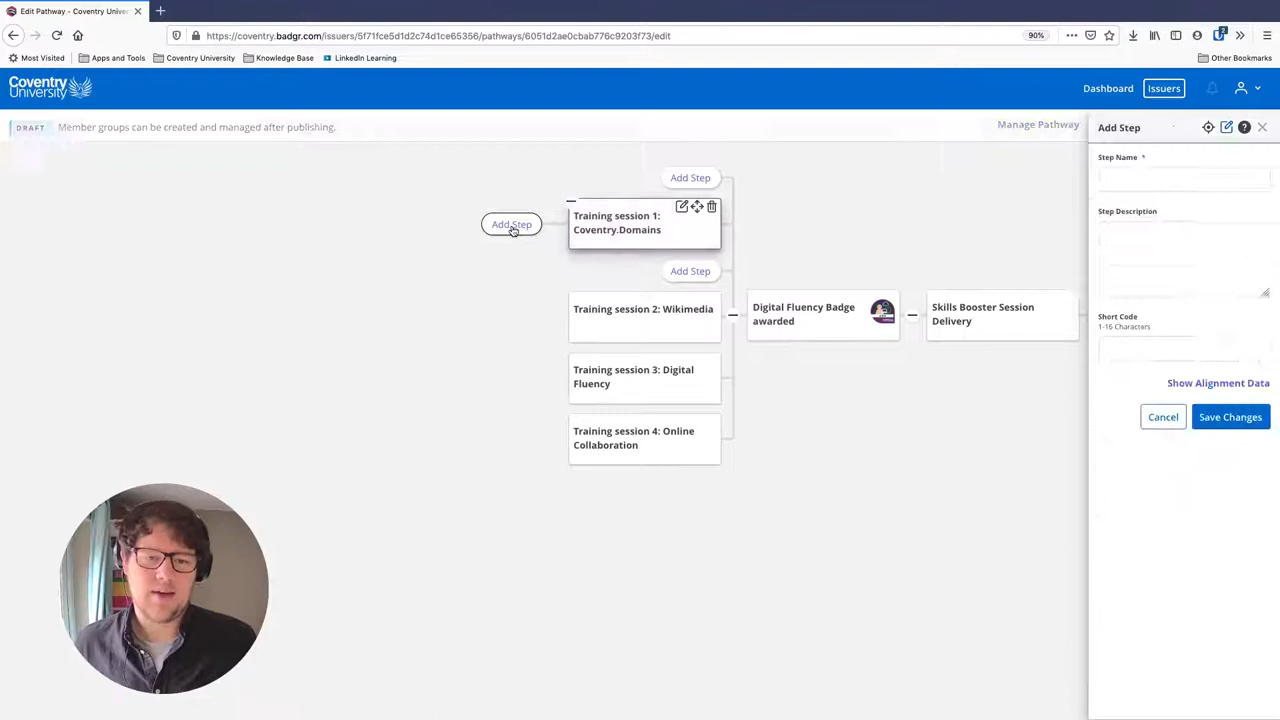 Edit Pathway - Coventry Univer
https://coventry.badgr.com/issuers/5f71fce5d1d2c74d1ce65356/pathways/6051d2ae0cbab776c9203f73/edit
90%
2
Most Visited
Apps and Tools
Coventry University
Knowledge Base
LinkedIn Learning
Other Bookmarks
Coventry
University
Dashboard
Issuers
DRAFT
Member groups can be created and managed after publishing.
Manage Pathway
Add Step
Add Step
Training session 1:
Coventry.Domains
Add Step
Training session 2: Wikimedia
Training session 3: Digital
Fluency
Training session 4: Online
Collaboration
Digital Fluency Badge
awarded
Skills Booster Session
Delivery
Add Step
Step Name *
Step Description
Short Code
1-16 Characters
Show Alignment Data
Cancel
Save Changes